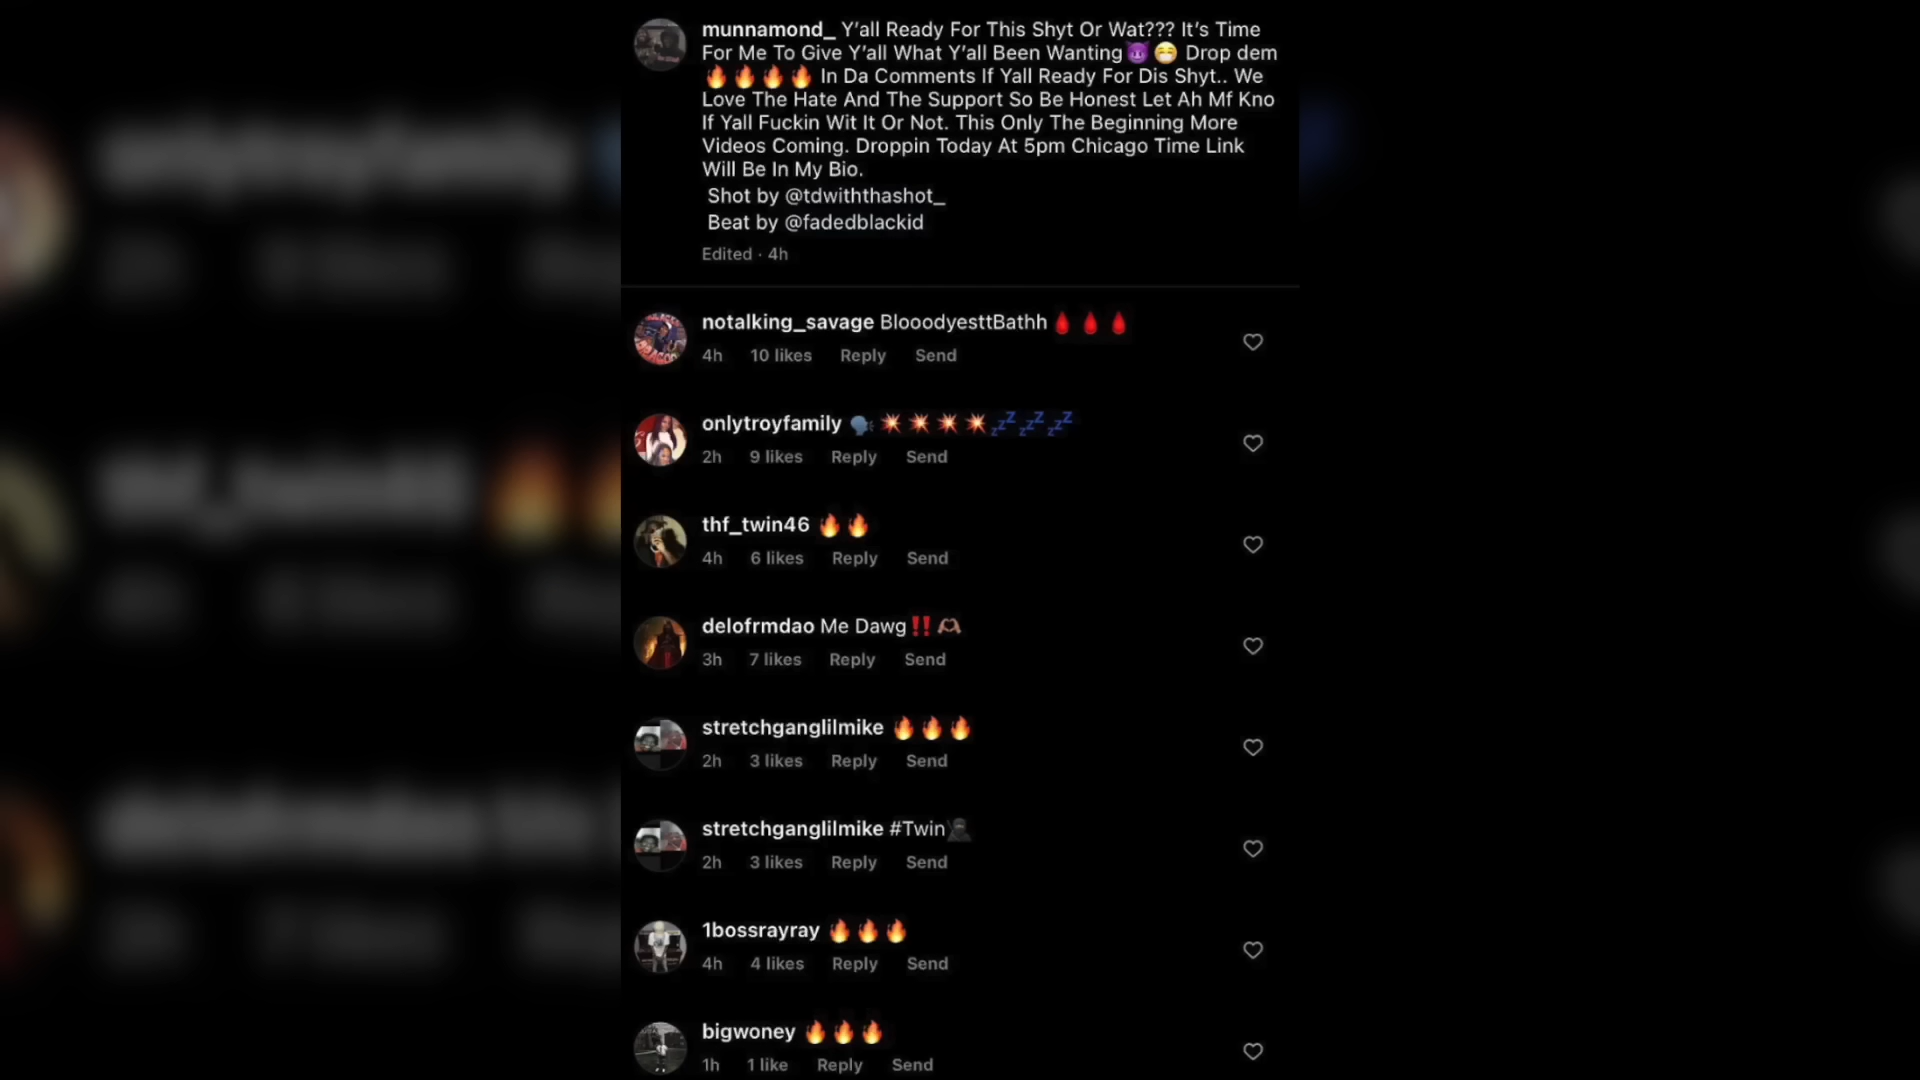 munnamond_ Y'all Ready For This Shyt Or Wat??? It's Time
For Me To Give Y'all What Y'all Been Wanting😈😷 Drop dem
🔥🔥🔥🔥 In Da Comments If Yall Ready For Dis Shyt.. We
Love The Hate And The Support So Be Honest Let Ah Mf Kno
If Yall Fuckin Wit It Or Not. This Only The Beginning More
Videos Coming. Droppin Today At 5pm Chicago Time Link
Will Be In My Bio.
Shot by @tdwiththashot_
Beat by @fadedblackid
Edited · 4h
notalking_savage BlooodyesttBathh🩸🩸🩸
4h 10 likes Reply Send
onlytroyfamily 🗣️💥💥💥💥💤💤💤
2h 9 likes Reply Send
thf_twin46 🔥🔥
4h 6 likes Reply Send
delofrmdao Me Dawg‼️🫶🏽
3h 7 likes Reply Send
stretchganglilmike 🔥🔥🔥
2h 3 likes Reply Send
stretchganglilmike #Twin🥷🏿
2h 3 likes Reply Send
1bossrayray 🔥🔥🔥
4h 4 likes Reply Send
bigwoney 🔥🔥🔥
1h 1 like Reply Send